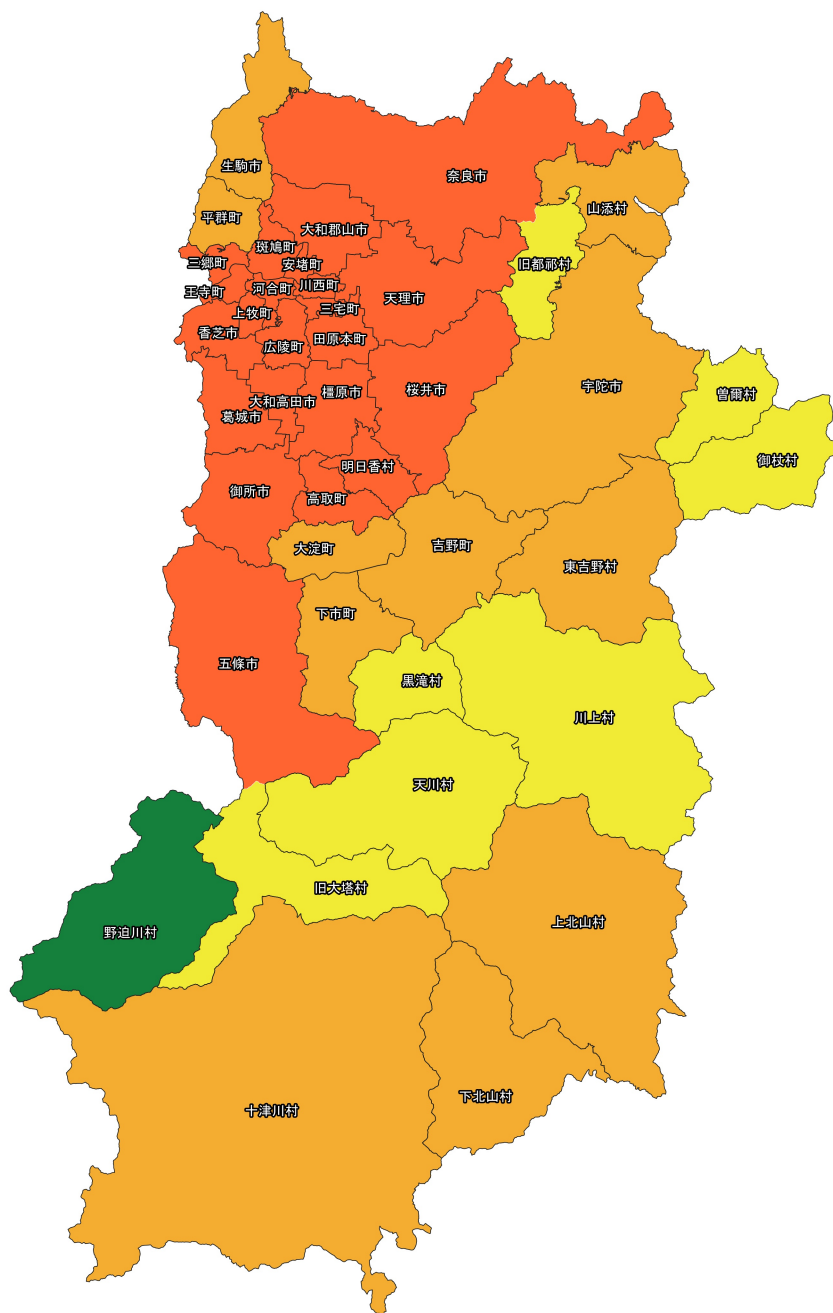 生駒市
奈良市
平群町
山添村
大和郡山市
斑鳩町
三郷町
安堵町
旧都祁村
王寺町
河合町
川西町
天理市
上牧町
三宅町
香芝市
広陵町
田原本町
宇陀市
桜井市
橿原市
曽爾村
大和高田市
葛城市
御杖村
明日香村
御所市
高取町
大淀町
吉野町
東吉野村
下市町
五條市
黒滝村
川上村
天川村
旧大塔村
野迫川村
上北山村
下北山村
十津川村